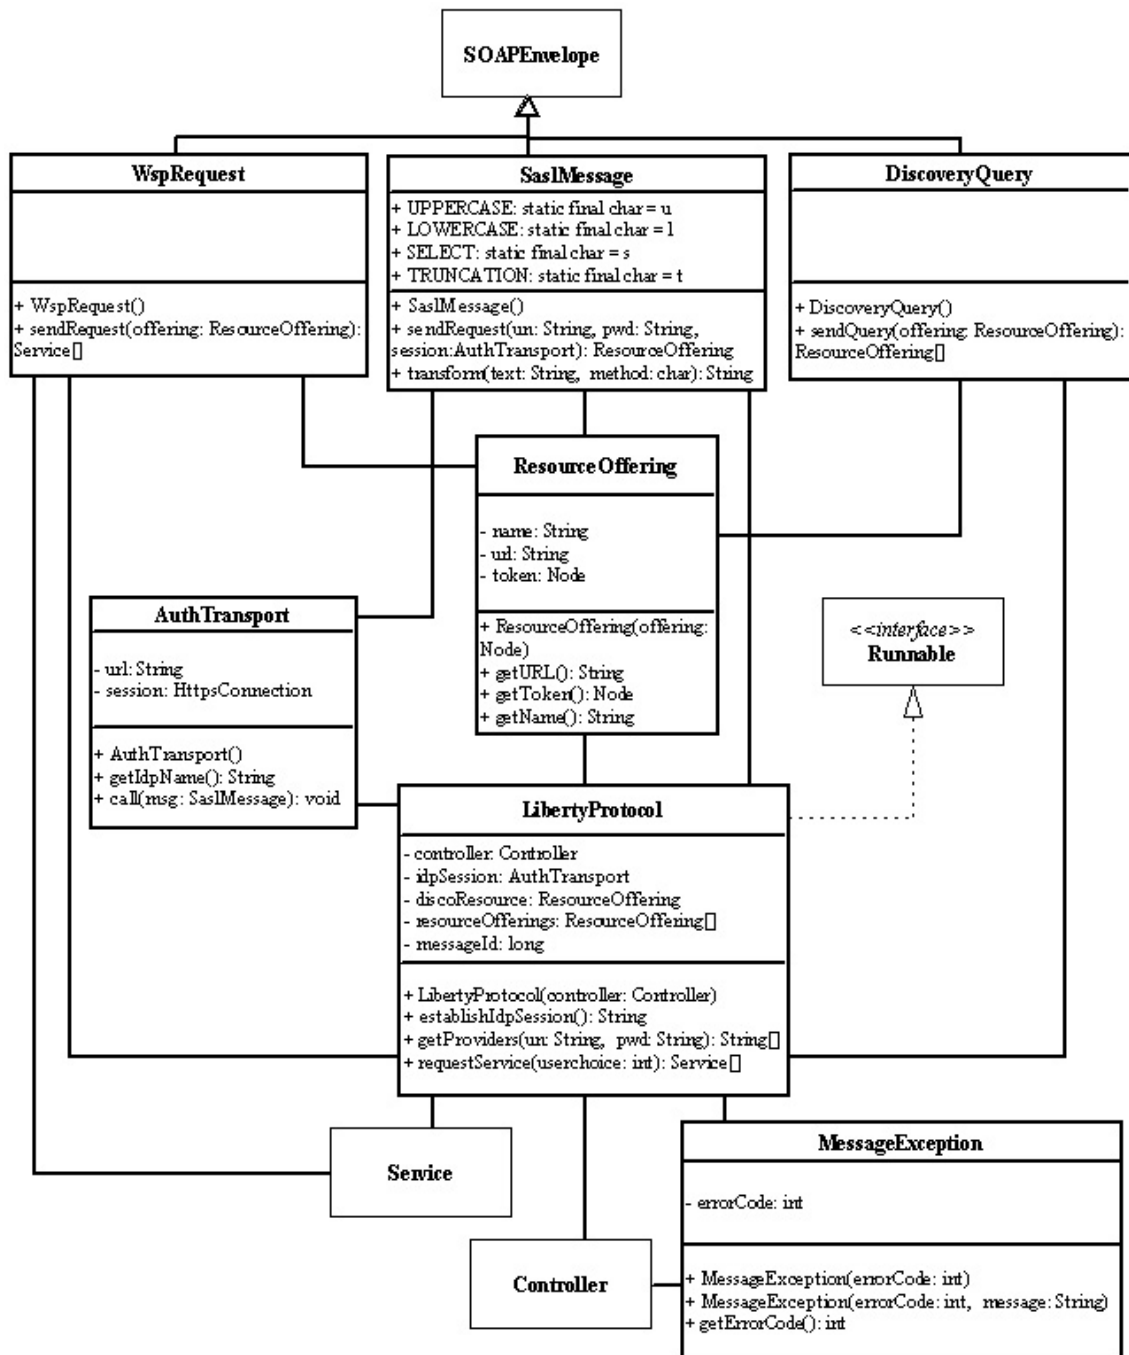 SOAPEnvelope
WspRequest
+ WspRequest()
+ sendRequest(offering: ResourceOffering):
Service[]
SaslMessage
+ UPPERCASE: static final char = u
+ LOWERCASE: static final char = l
+ SELECT: static final char = s
+ TRUNCATION: static final char = t
+ SaslMessage()
+ sendRequest(un: String, pwd: String,
session:AuthTransport): ResourceOffering
+ transform(text: String, method: char): String
DiscoveryQuery
+ DiscoveryQuery()
+ sendQuery(offering: ResourceOffering):
ResourceOffering[]
ResourceOffering
- name: String
- url: String
- token: Node
+ ResourceOffering(offering:
Node)
+ getURL(): String
+ getToken(): Node
+ getName(): String
AuthTransport
- url: String
- session: HttpsConnection
+ AuthTransport()
+ getIdpName(): String
+ call(msg: SaslMessage): void
<<interface>>
Runnable
LibertyProtocol
- controller: Controller
- idpSession: AuthTransport
- discoResource: ResourceOffering
- resourceOfferings: ResourceOffering[]
- messageId: long
+ LibertyProtocol(controller: Controller)
+ establishIdpSession(): String
+ getProviders(un: String, pwd: String): String[]
+ requestService(userchoice: int): Service[]
Service
Controller
MessageException
- errorCode: int
+ MessageException(errorCode: int)
+ MessageException(errorCode: int, message: String)
+ getErrorCode(): int